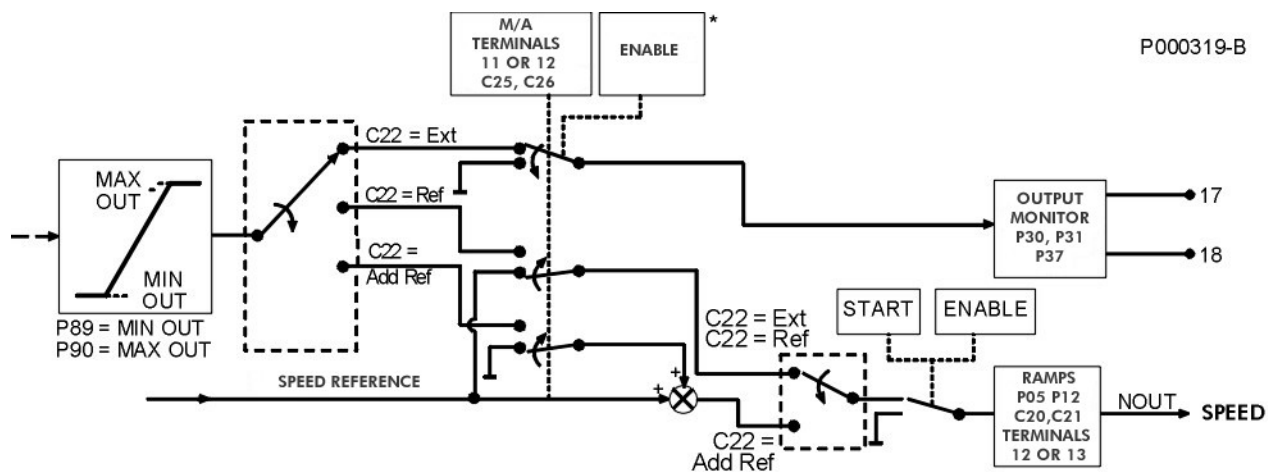 M/A
TERMINALS
11 OR 12
C25, C26
ENABLE
*
P000319-B
C22 = Ext
MAX
OUT
MIN
OUT
P89 = MIN OUT
P90 = MAX OUT
C22 = Ref
C22 =
Add Ref
OUTPUT
MONITOR
P30, P31
P37
17
18
START
ENABLE
C22 = Ext
C22 = Ref
SPEED REFERENCE
+
+
C22 =
Add Ref
RAMPS
P05 P12
C20,C21
TERMINALS
12 OR 13
NOUT
SPEED